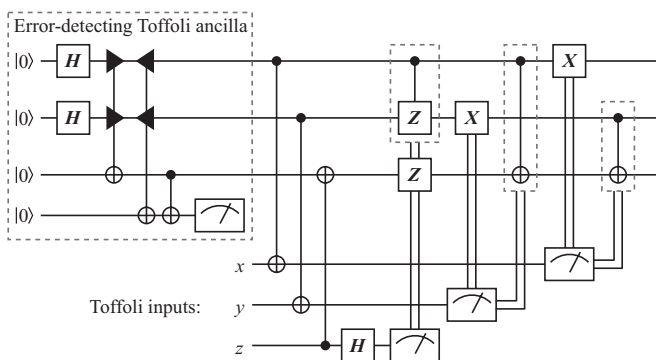 Error-detecting Toffoli ancilla
|0⟩ H X
|0⟩ H Z X
|0⟩ Z
|0⟩
x
Toffoli inputs: y
z H